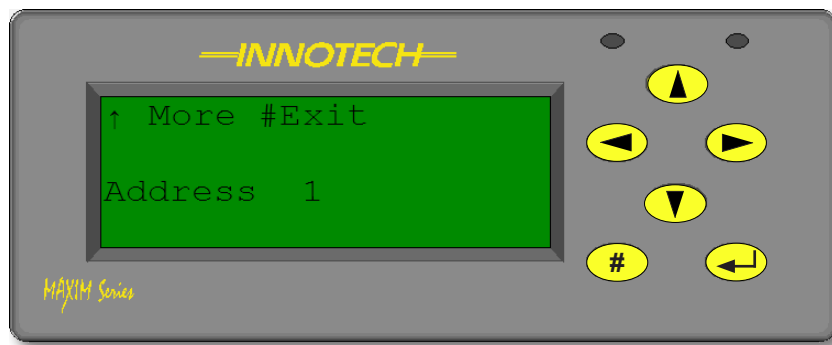 INNOTECH
↑ More #Exit
Address 1
#
MAXIM Series